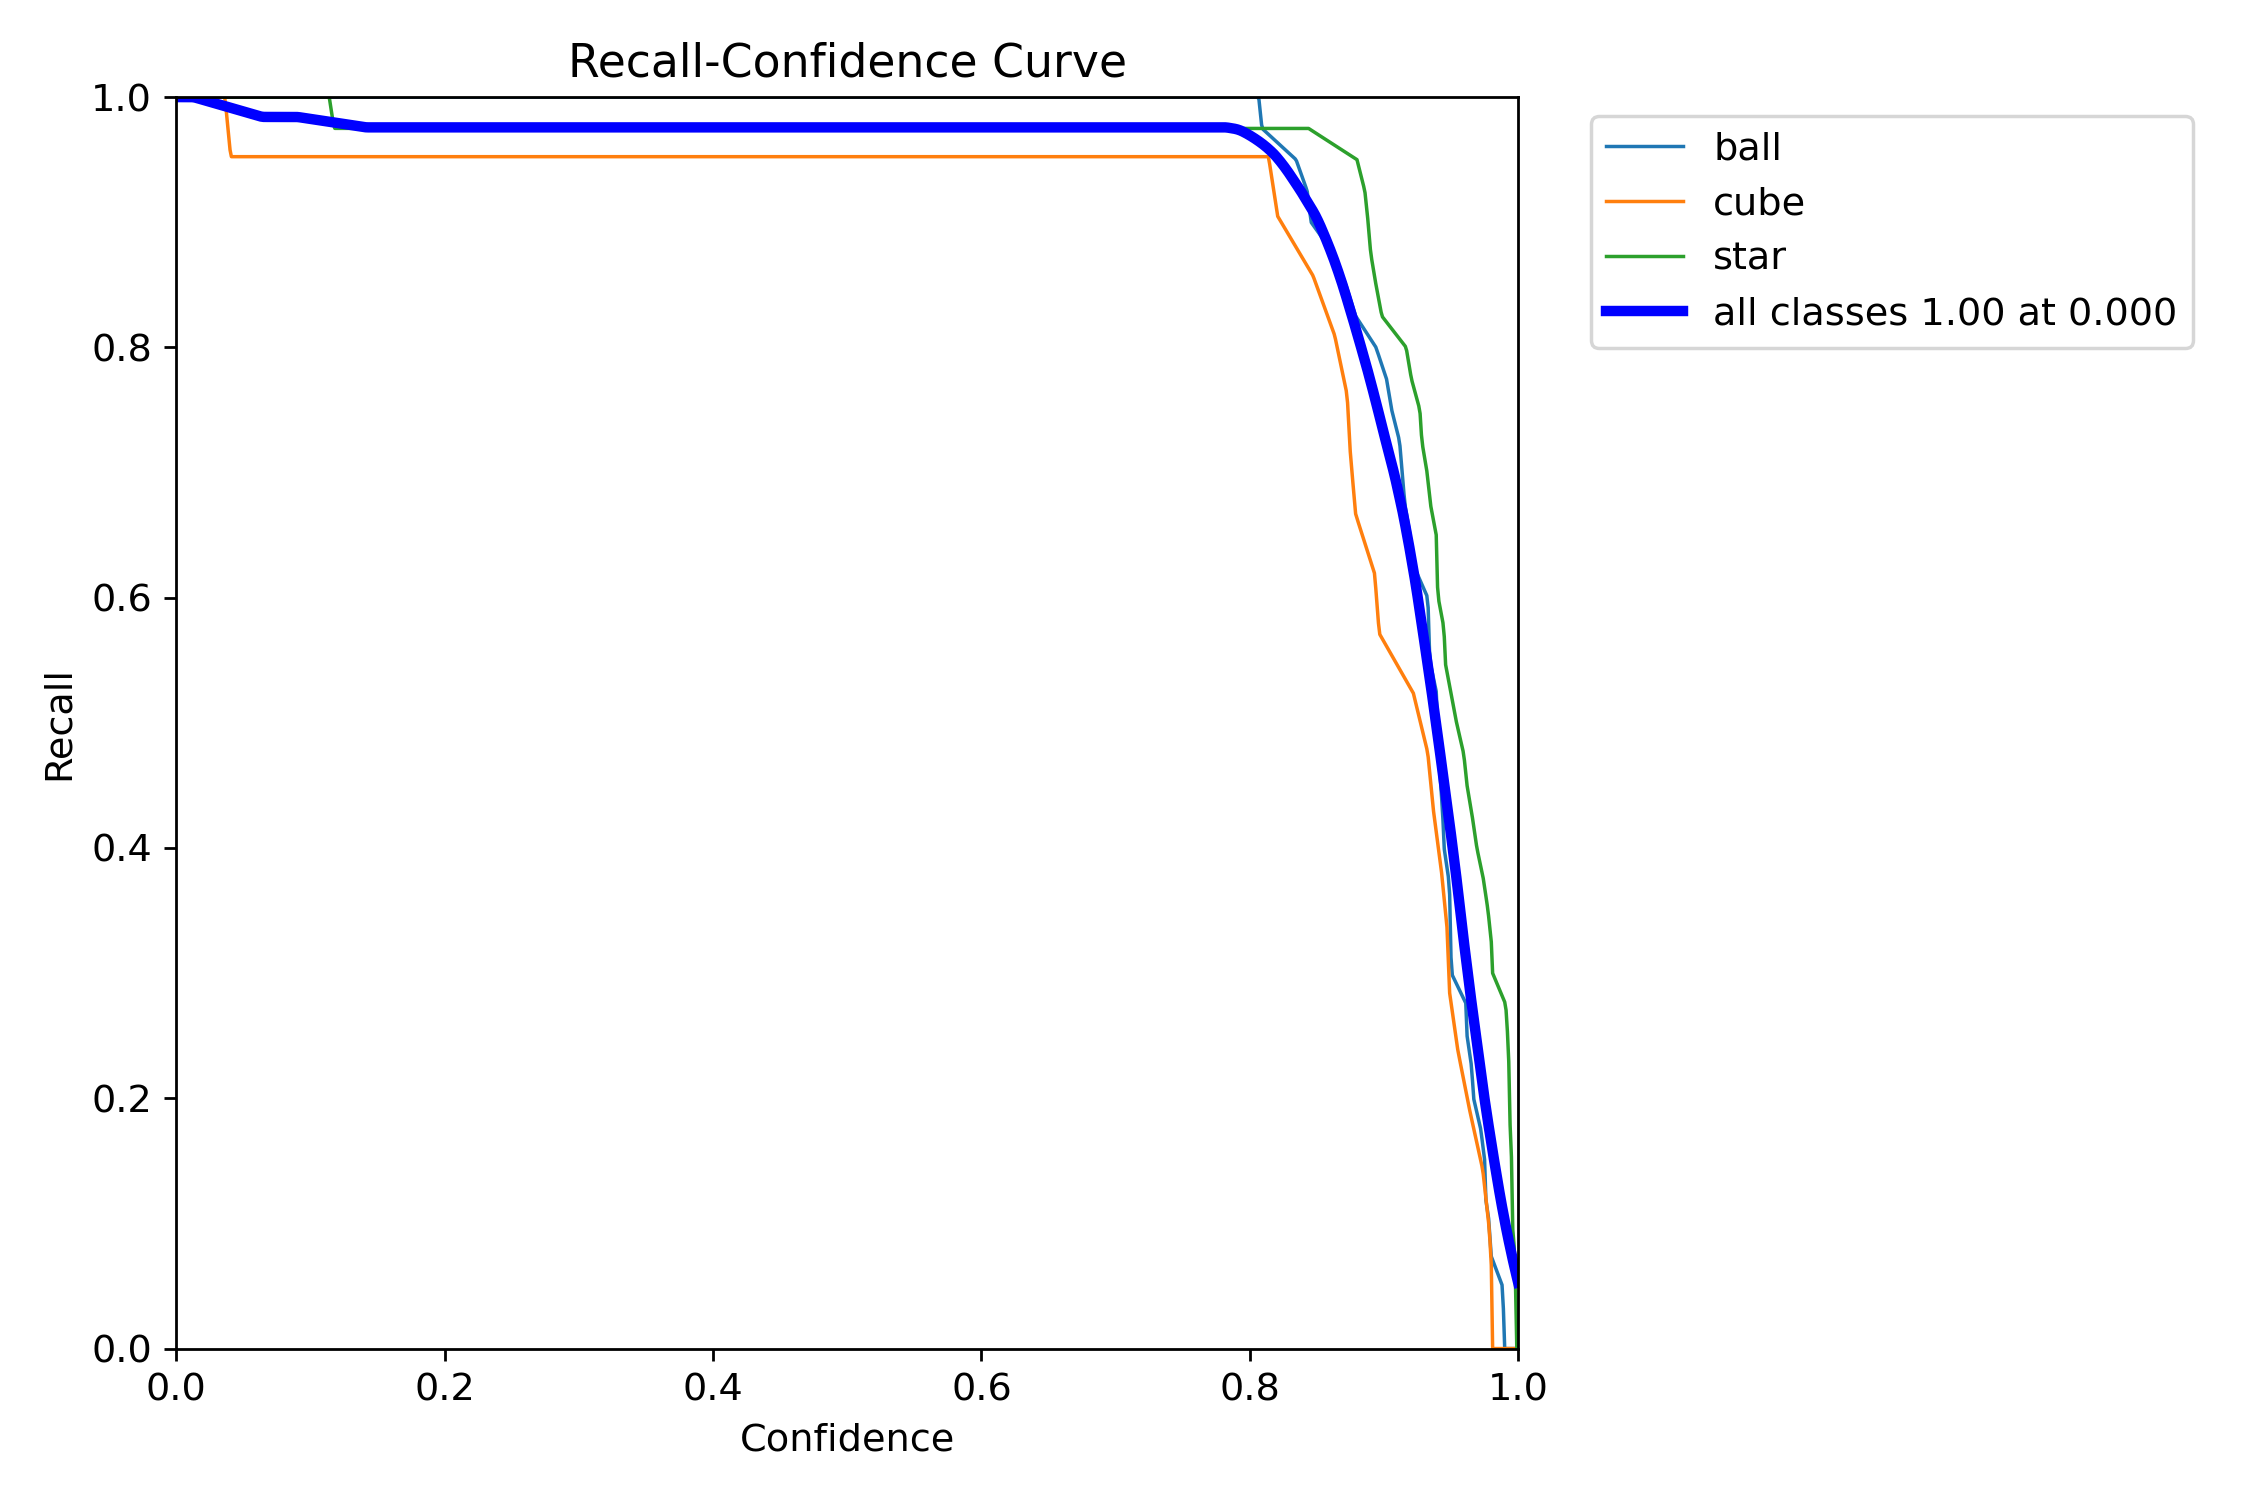 Recall-Confidence Curve
1.0
0.8
0.6
0.4
0.2
0.0
Recall
0.0 0.2 0.4 0.6 0.8 1.0
Confidence
ball
cube
star
all classes 1.00 at 0.000